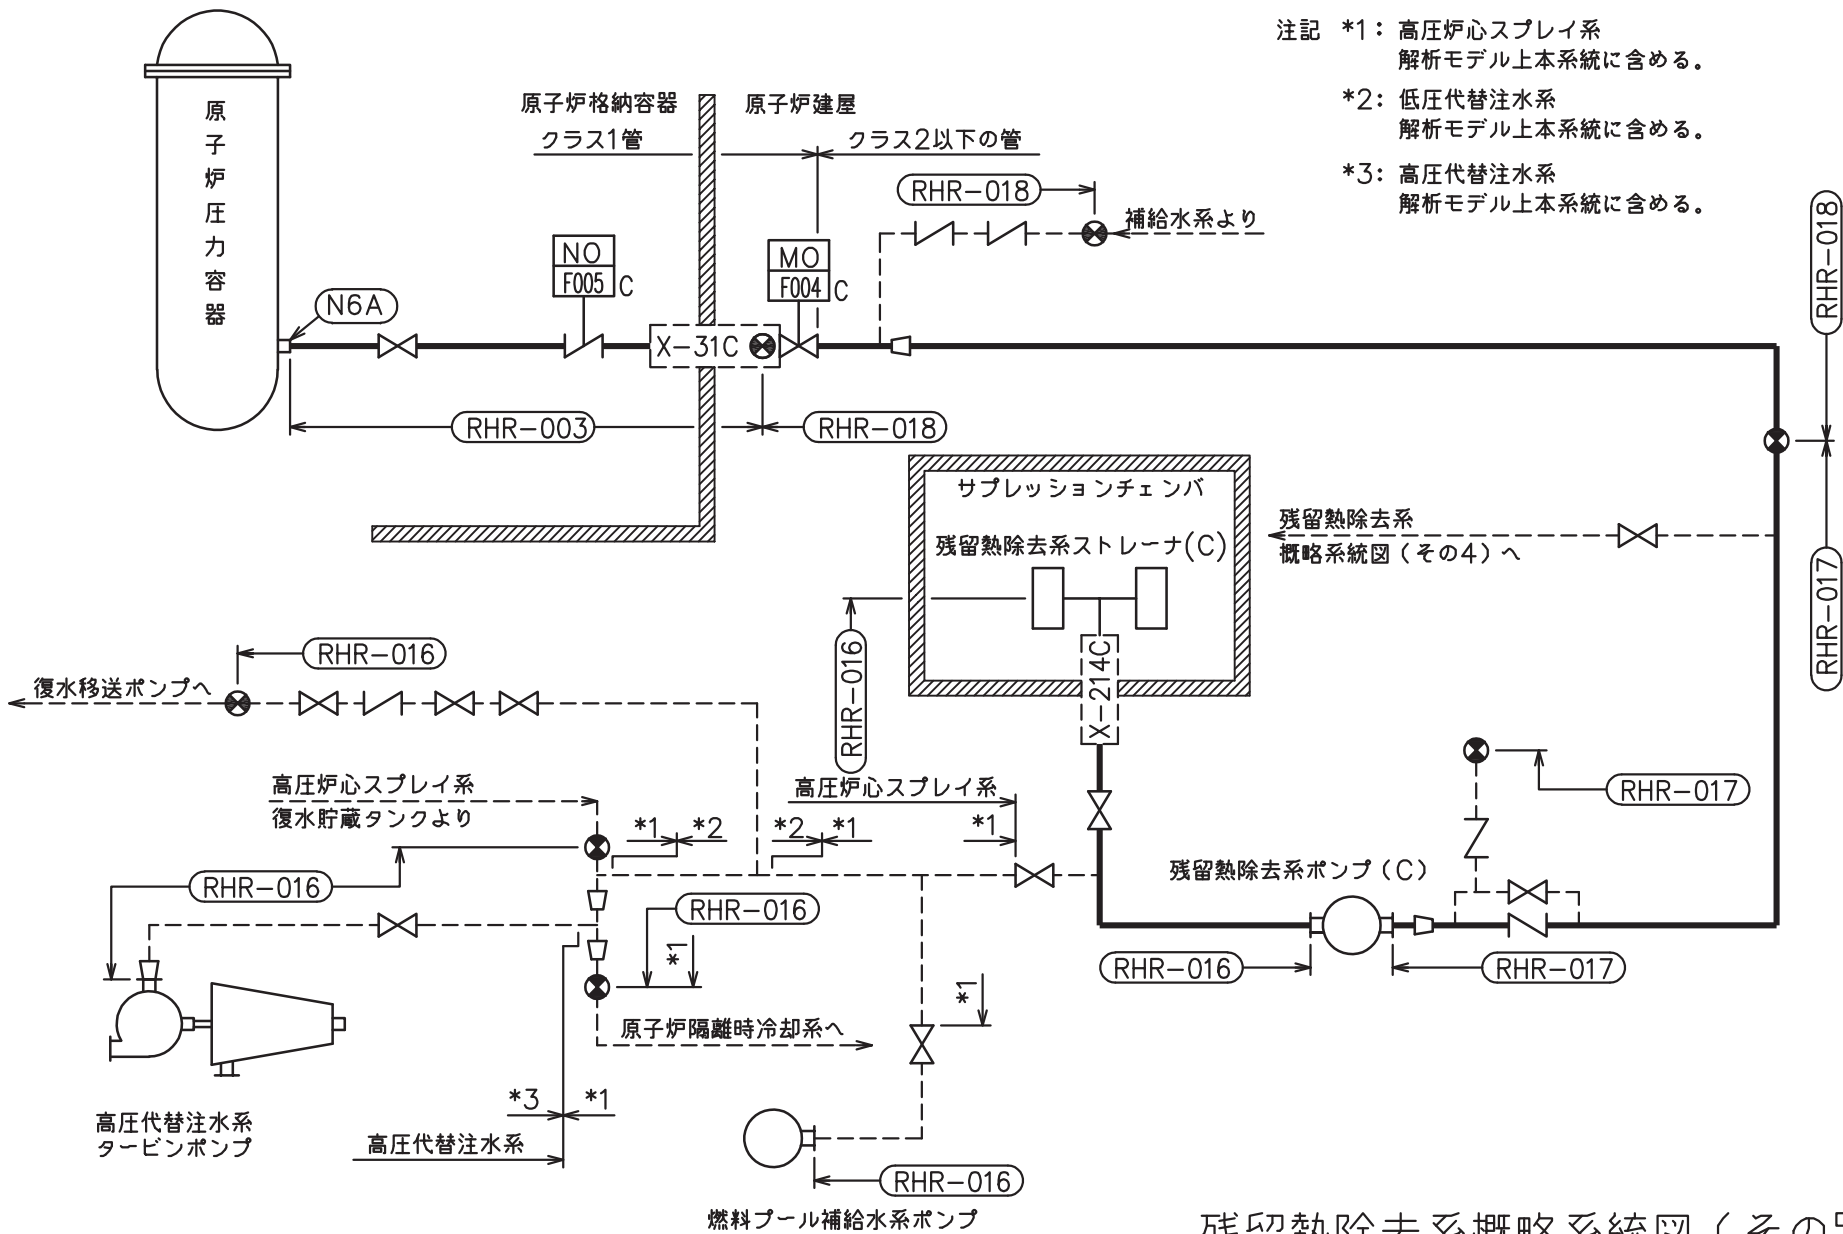 注記 *1: 高圧炉心スプレイ系
解析モデル上本系統に含める。
*2: 低圧代替注水系
解析モデル上本系統に含める。
*3: 高圧代替注水系
解析モデル上本系統に含める。
原子炉圧力容器
原子炉格納容器
原子炉建屋
クラス1管
クラス2以下の管
RHR-018
補給水系より
NO
F005 C
MO
F004 C
N6A
X-31C
RHR-003
RHR-018
RHR-018
RHR-017
サプレッションチェンバ
残留熱除去系ストレーナ(C)
残留熱除去系
概略系統図(その4)へ
RHR-016
X-214C
RHR-016
復水移送ポンプへ
RHR-017
高圧炉心スプレイ系
復水貯蔵タンクより
高圧炉心スプレイ系
*1 *2
*2 *1
*1
残留熱除去系ポンプ(C)
RHR-016
RHR-016
*1
RHR-016
RHR-017
*1
原子炉隔離時冷却系へ
*3 *1
高圧代替注水系
タービンポンプ
高圧代替注水系
RHR-016
燃料プール補給水系ポンプ
残留熱除去系概略系統図(その